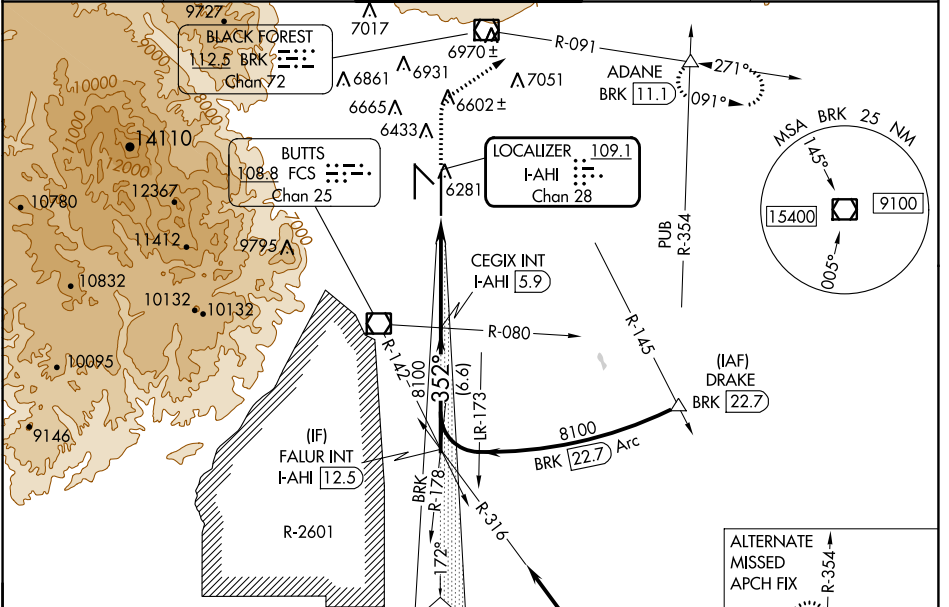 9727
7017
BLACK FOREST
112.5 BRK
Chan 72
6970 ±
R-091
6861
6931
7051
ADANE
BRK 11.1
271°
091°
6665
6602 ±
6433
10000
8000
10000
12000
14110
BUTTS
108.8 FCS
Chan 25
LOCALIZER 109.1
I-AHI
Chan 28
6281
MSA BRK 25 NM
145°
15400
9100
005°
10780
12367
11412
9795
10000
PUB
R-354
CEGIX INT
I-AHI 5.9
10832
10132
10132
R-080
R-145
10095
R-142
8100
352°
(6.6)
LR-173
(IAF)
DRAKE
BRK 22.7
8100
BRK 22.7 Arc
9146
(IF)
FALUR INT
I-AHI 12.5
BRK
R-178
R-316
R-2601
172°
ALTERNATE
MISSED
APCH FIX
R-354